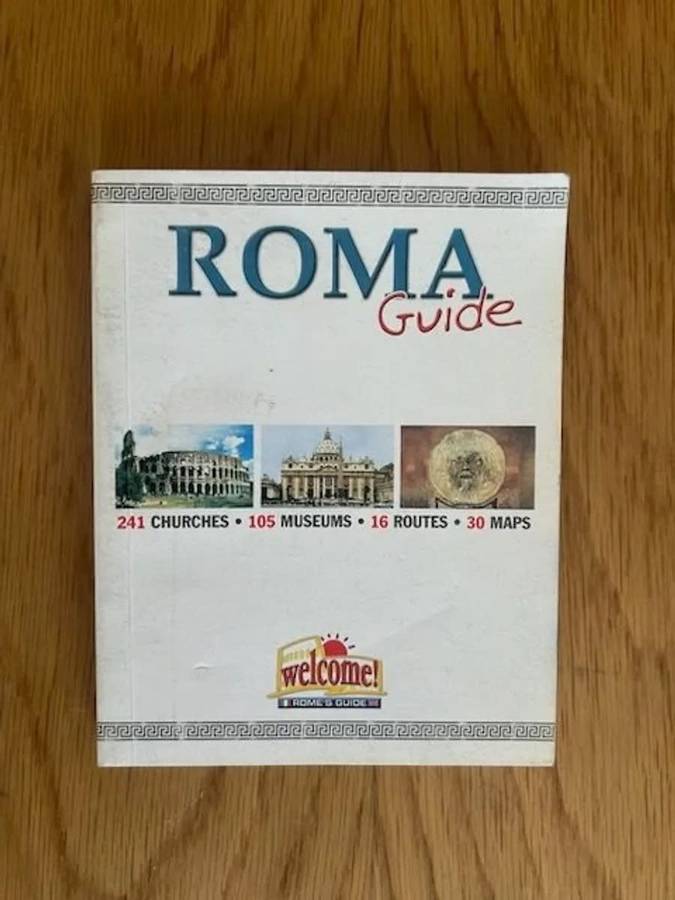 ROMA
Guide
241 CHURCHES • 105 MUSEUMS • 16 ROUTES • 30 MAPS
welcome!
ROME'S GUIDE